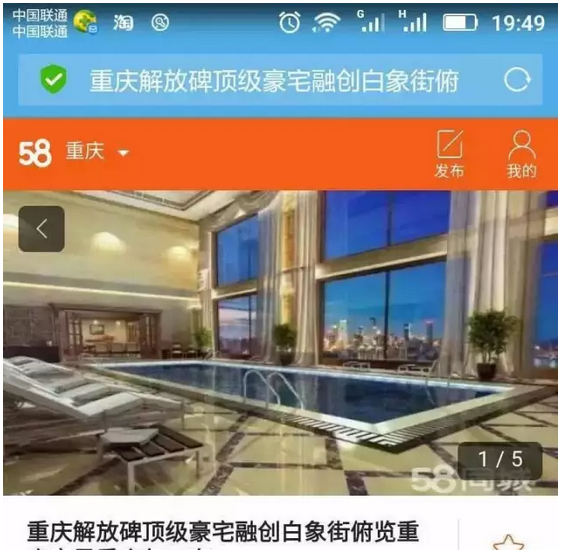 中国联通
中国联通
淘
G
H
19:49
重庆解放碑顶级豪宅融创白象街俯
58 重庆
发布
我的
1 / 5
58同城
重庆解放碑顶级豪宅融创白象街俯览重